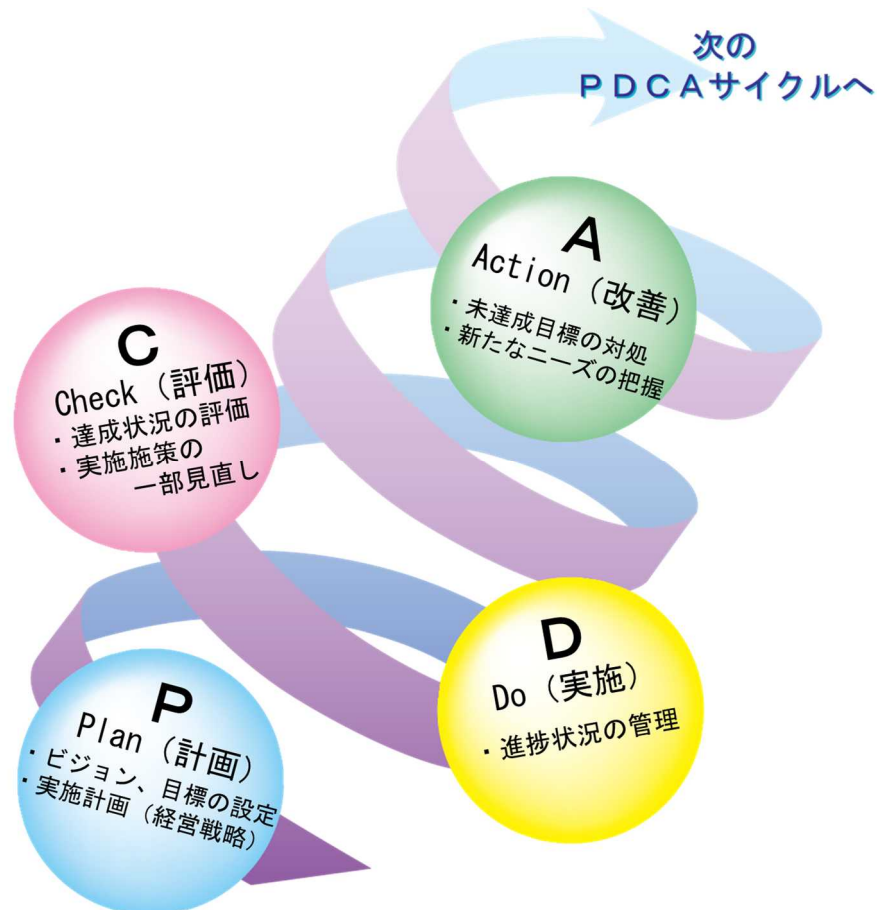 次の
ＰＤＣＡサイクルへ
A
Action（改善）
・未達成目標の対処
・新たなニーズの把握
C
Check（評価）
・達成状況の評価
・実施施策の
一部見直し
D
Do（実施）
・進捗状況の管理
P
Plan（計画）
・ビジョン、目標の設定
・実施計画（経営戦略）